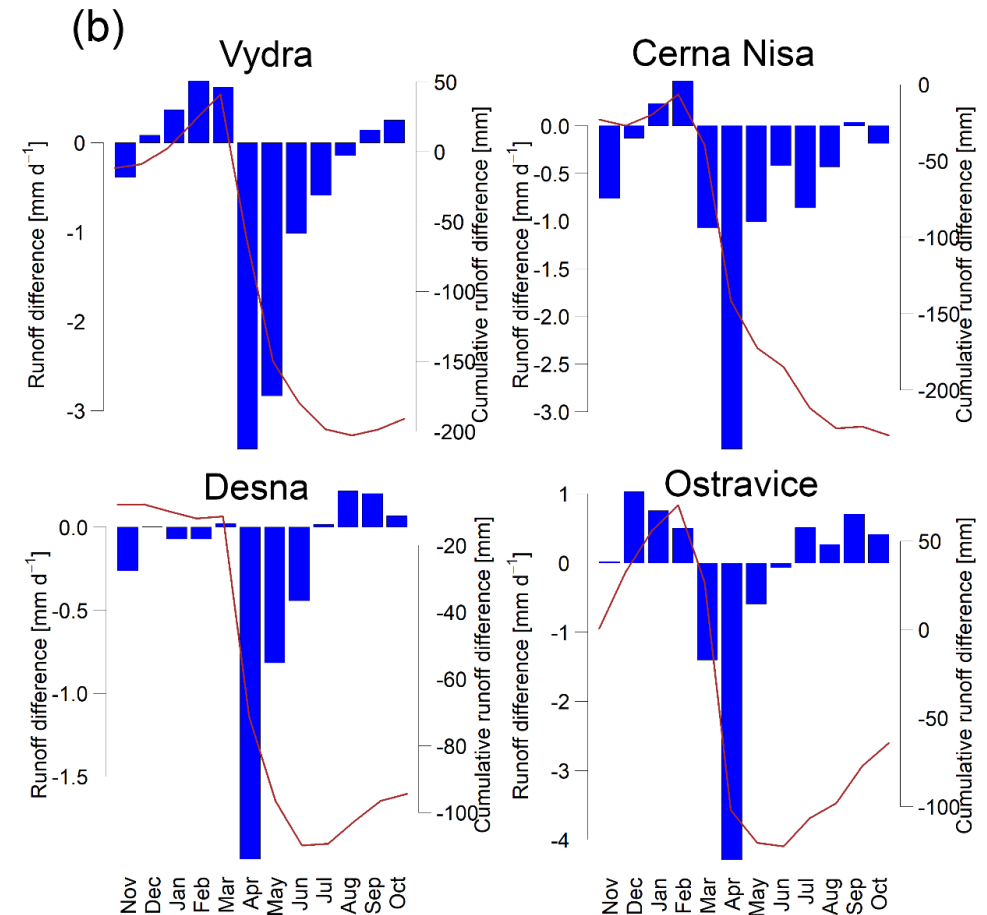 (b)
Vydra
Runoff difference [mm d⁻¹]
0
-1
-2
-3
50
0
-50
-100
-150
-200
Cumulative runoff difference [mm]
Cerna Nisa
Runoff difference [mm d⁻¹]
0.0
-0.5
-1.0
-1.5
-2.0
-2.5
-3.0
0
-50
-100
-150
-200
Cumulative runoff difference [mm]
Desna
Runoff difference [mm d⁻¹]
0.0
-0.5
-1.0
-1.5
-20
-40
-60
-80
-100
Cumulative runoff difference [mm]
Nov Dec Jan Feb Mar Apr May Jun Jul Aug Sep Oct
Ostravice
Runoff difference [mm d⁻¹]
1
0
-1
-2
-3
-4
50
0
-50
-100
Cumulative runoff difference [mm]
Nov Dec Jan Feb Mar Apr May Jun Jul Aug Sep Oct